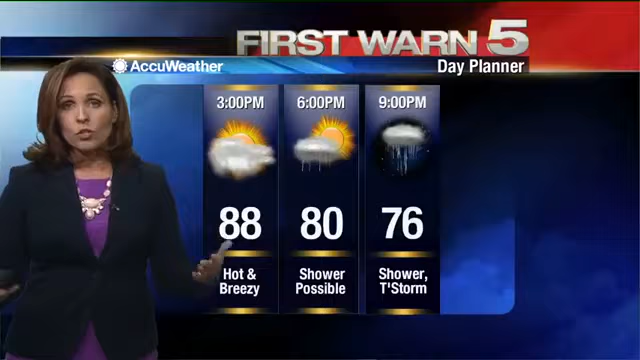 FIRST WARN 5
AccuWeather
Day Planner
3:00PM 6:00PM 9:00PM
88 80 76
Hot & Shower Shower,
Breezy Possible T'Storm